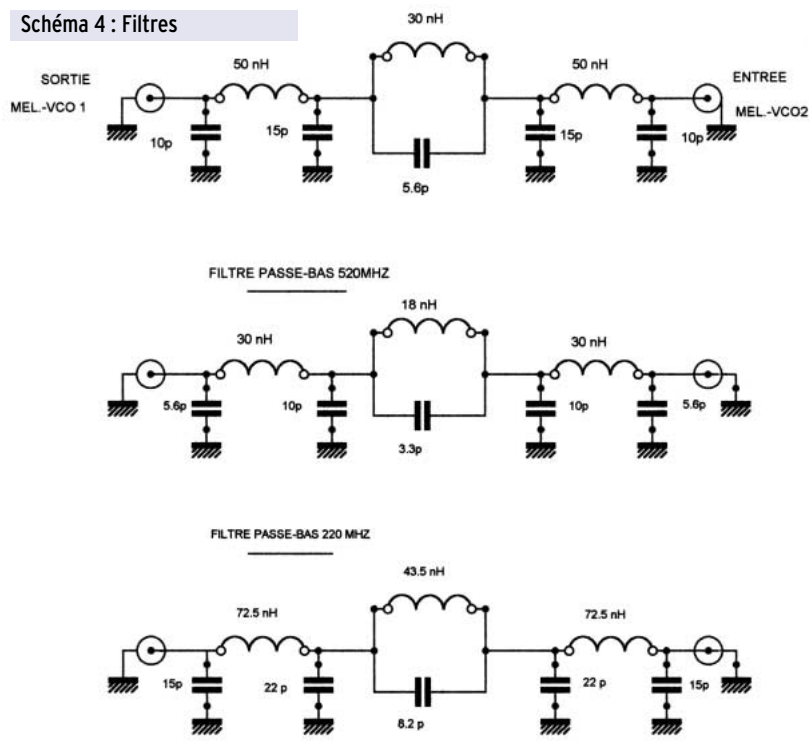 Schéma 4 : Filtres
30 nH
50 nH
50 nH
SORTIE
MEL.-VCO 1
ENTREE
MEL.-VCO2
10p
15p
15p
10p
5.6p
FILTRE PASSE-BAS 520MHZ
18 nH
30 nH
30 nH
5.6p
10p
10p
5.6p
3.3p
FILTRE PASSE-BAS 220 MHZ
43.5 nH
72.5 nH
72.5 nH
15p
22 p
22 p
15p
8.2 p